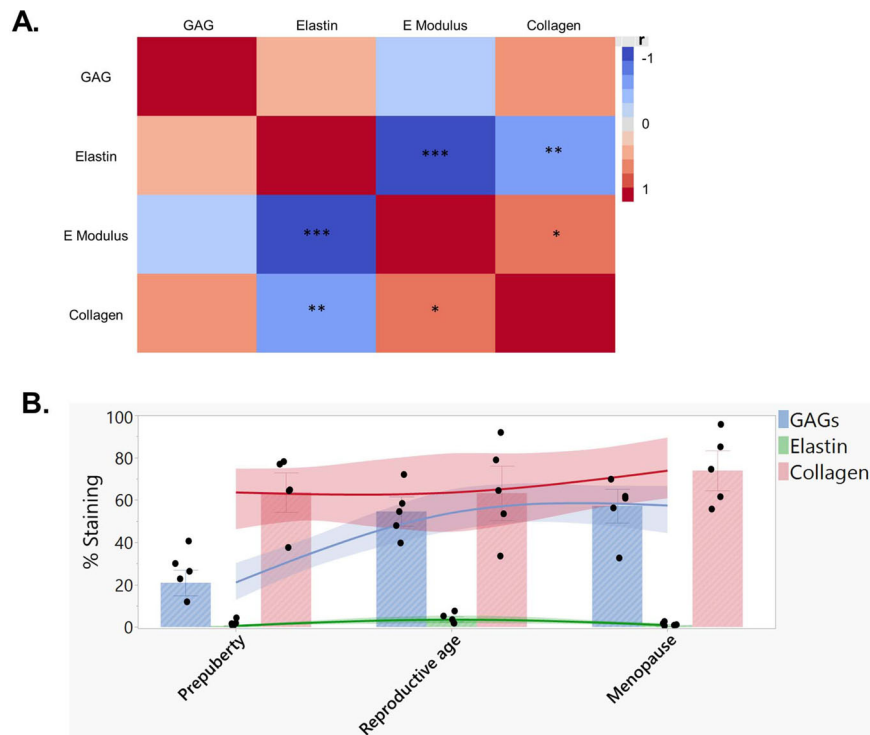 A.
GAG Elastin E Modulus Collagen
r
-1
0
1
GAG
Elastin *** **
E Modulus *** *
Collagen ** *
B.
100
80
60
40
20
0
% Staining
GAGs
Elastin
Collagen
Prepuberty
Reproductive age
Menopause